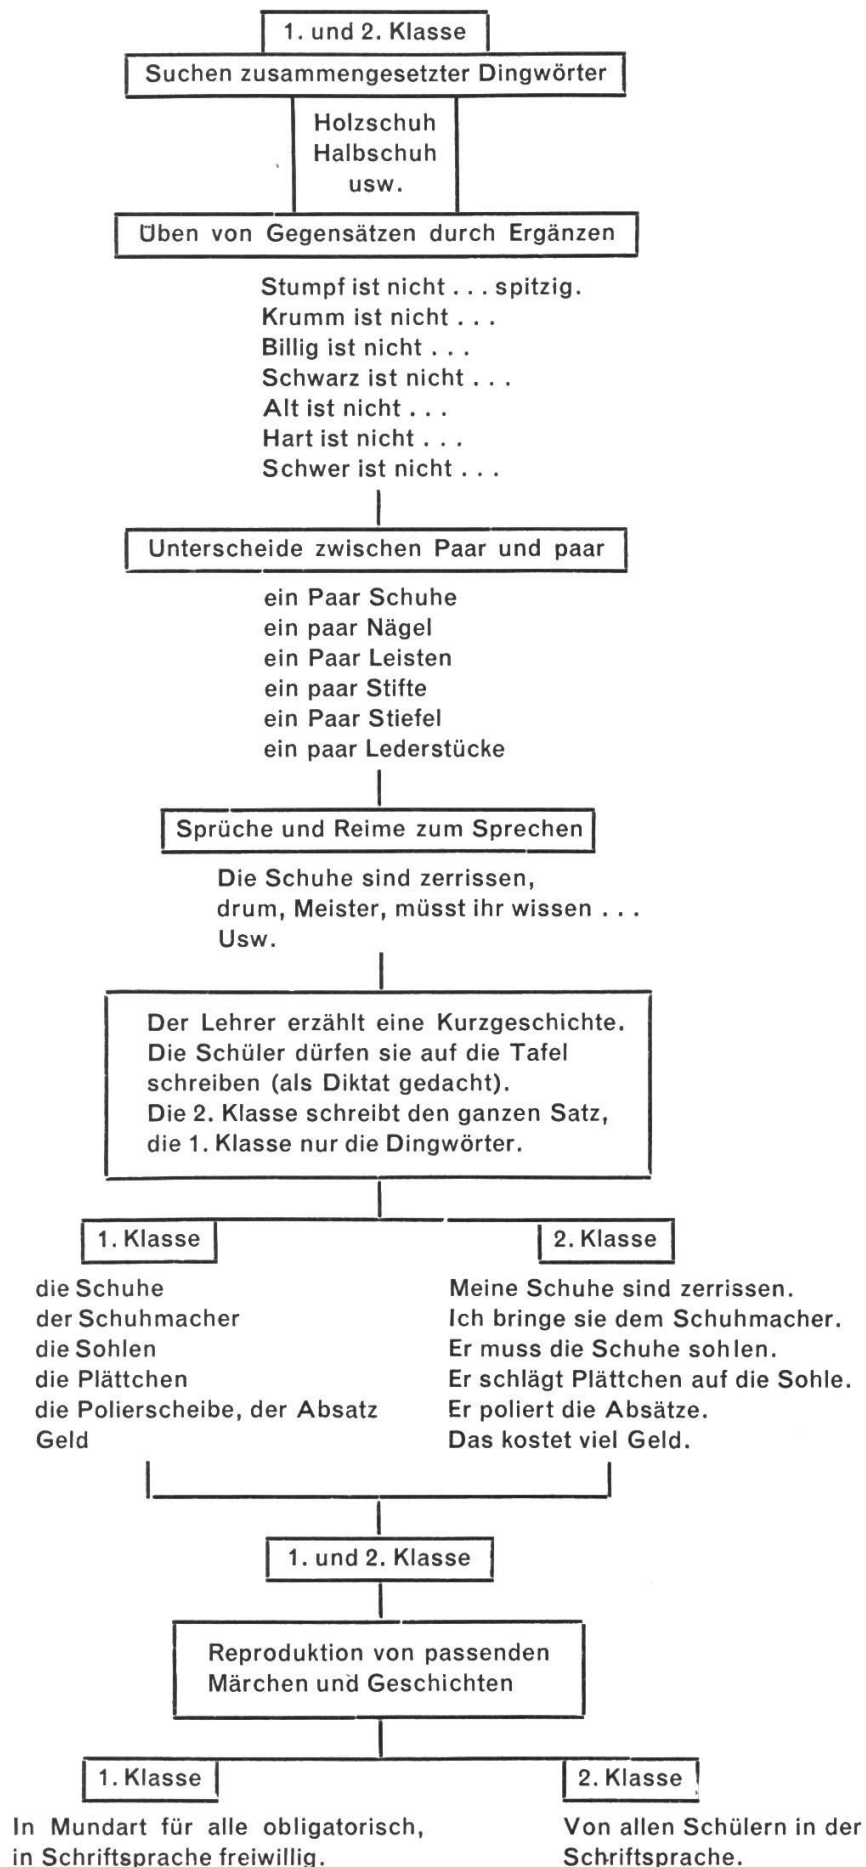 1. und 2. Klasse
Suchen zusammengesetzter Dingwörter
Holzschuh
Halbschuh
usw.
Üben von Gegensätzen durch Ergänzen
Stumpf ist nicht . . . spitzig.
Krumm ist nicht . . .
Billig ist nicht . . .
Schwarz ist nicht . . .
Alt ist nicht . . .
Hart ist nicht . . .
Schwer ist nicht . . .
Unterscheide zwischen Paar und paar
ein Paar Schuhe
ein paar Nägel
ein Paar Leisten
ein paar Stifte
ein Paar Stiefel
ein paar Lederstücke
Sprüche und Reime zum Sprechen
Die Schuhe sind zerrissen,
drum, Meister, müsst ihr wissen . . .
Usw.
Der Lehrer erzählt eine Kurzgeschichte.
Die Schüler dürfen sie auf die Tafel
schreiben (als Diktat gedacht).
Die 2. Klasse schreibt den ganzen Satz,
die 1. Klasse nur die Dingwörter.
1. Klasse
die Schuhe
der Schuhmacher
die Sohlen
die Plättchen
die Polierscheibe, der Absatz
Geld
2. Klasse
Meine Schuhe sind zerrissen.
Ich bringe sie dem Schuhmacher.
Er muss die Schuhe sohlen.
Er schlägt Plättchen auf die Sohle.
Er poliert die Absätze.
Das kostet viel Geld.
1. und 2. Klasse
Reproduktion von passenden
Märchen und Geschichten
1. Klasse
In Mundart für alle obligatorisch,
in Schriftsprache freiwillig.
2. Klasse
Von allen Schülern in der
Schriftsprache.